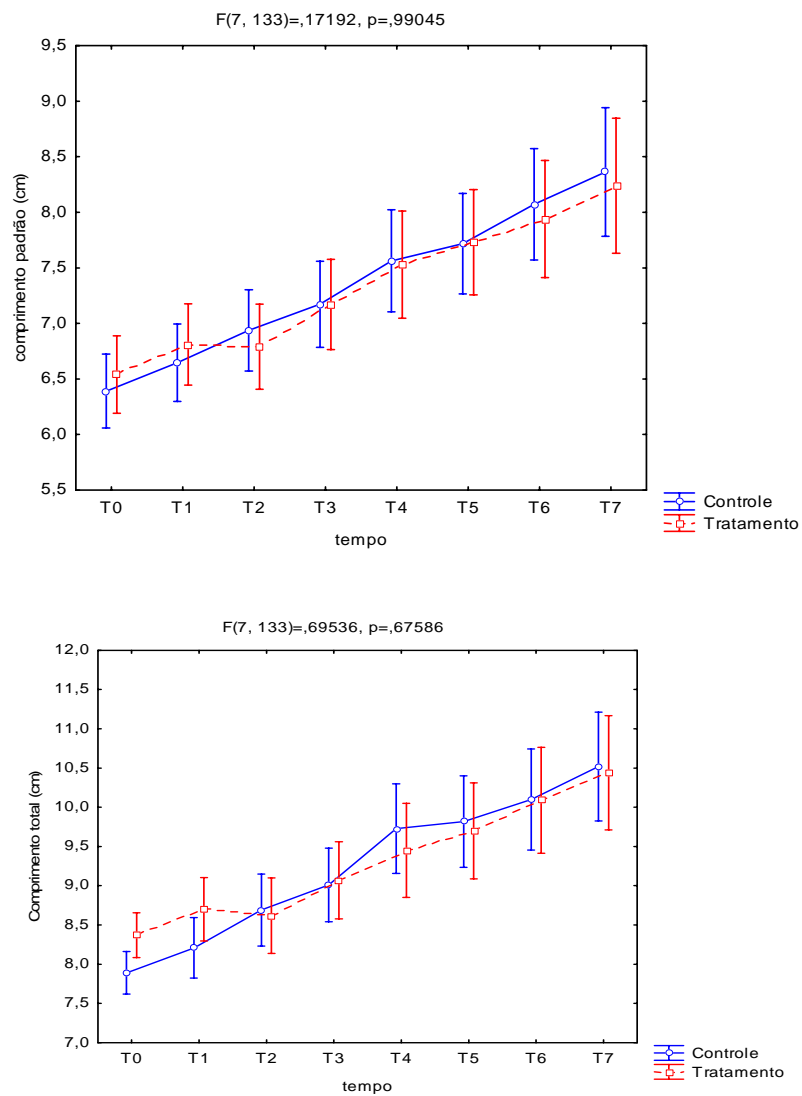 F(7, 133)=,17192, p=,99045
9,5
9,0
8,5
8,0
7,5
7,0
6,5
6,0
5,5
comprimento padrão (cm)
T0 T1 T2 T3 T4 T5 T6 T7
tempo
Controle
Tratamento
F(7, 133)=,69536, p=,67586
12,0
11,5
11,0
10,5
10,0
9,5
9,0
8,5
8,0
7,5
7,0
Comprimento total (cm)
T0 T1 T2 T3 T4 T5 T6 T7
tempo
Controle
Tratamento